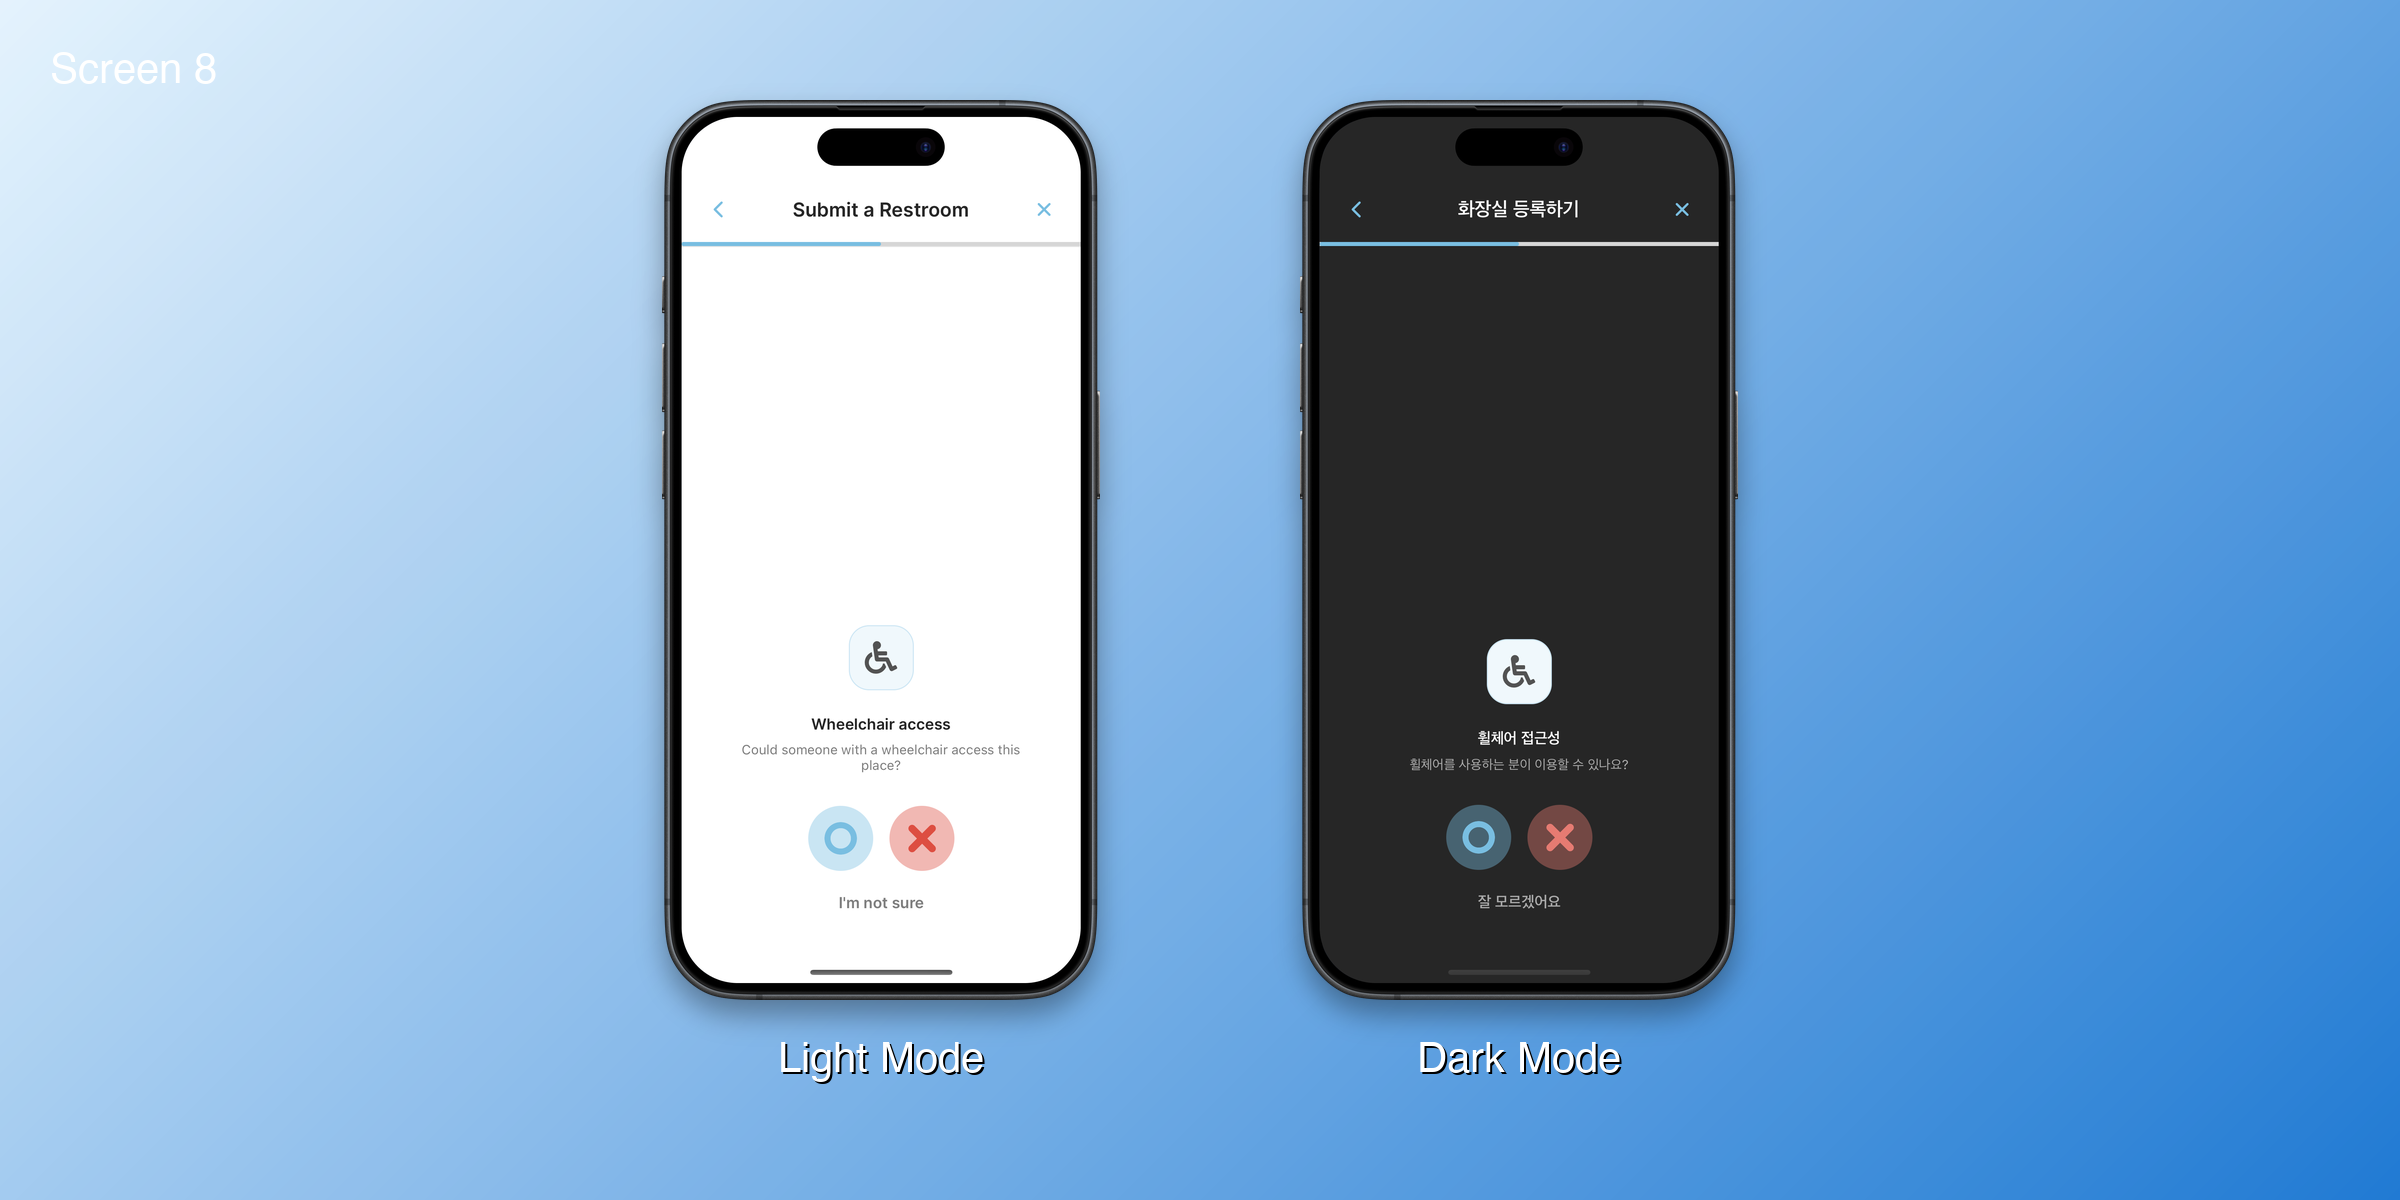 Screen 8
Submit a Restroom
Wheelchair access
Could someone with a wheelchair access this
place?
I'm not sure
Light Mode
화장실 등록하기
휠체어 접근성
휠체어를 사용하는 분이 이용할 수 있나요?
잘 모르겠어요
Dark Mode